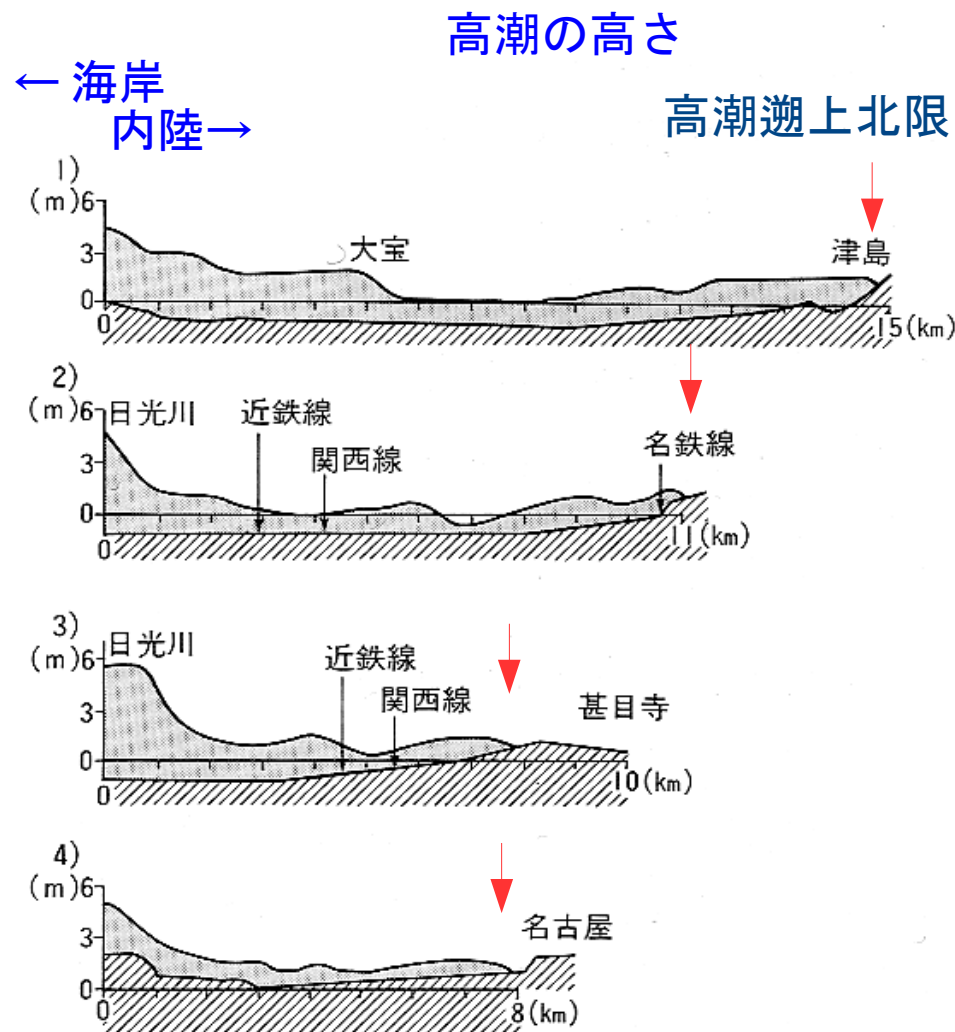 高潮の高さ
← 海岸
内陸→
高潮遡上北限
1)
(m)6
大宝
津島
3
0
0
15(km)
2)
(m)6
日光川
近鉄線
関西線
名鉄線
3
0
0
11(km)
3)
(m)6
日光川
近鉄線
関西線
甚目寺
3
0
0
10(km)
4)
(m)6
名古屋
3
0
0
8(km)